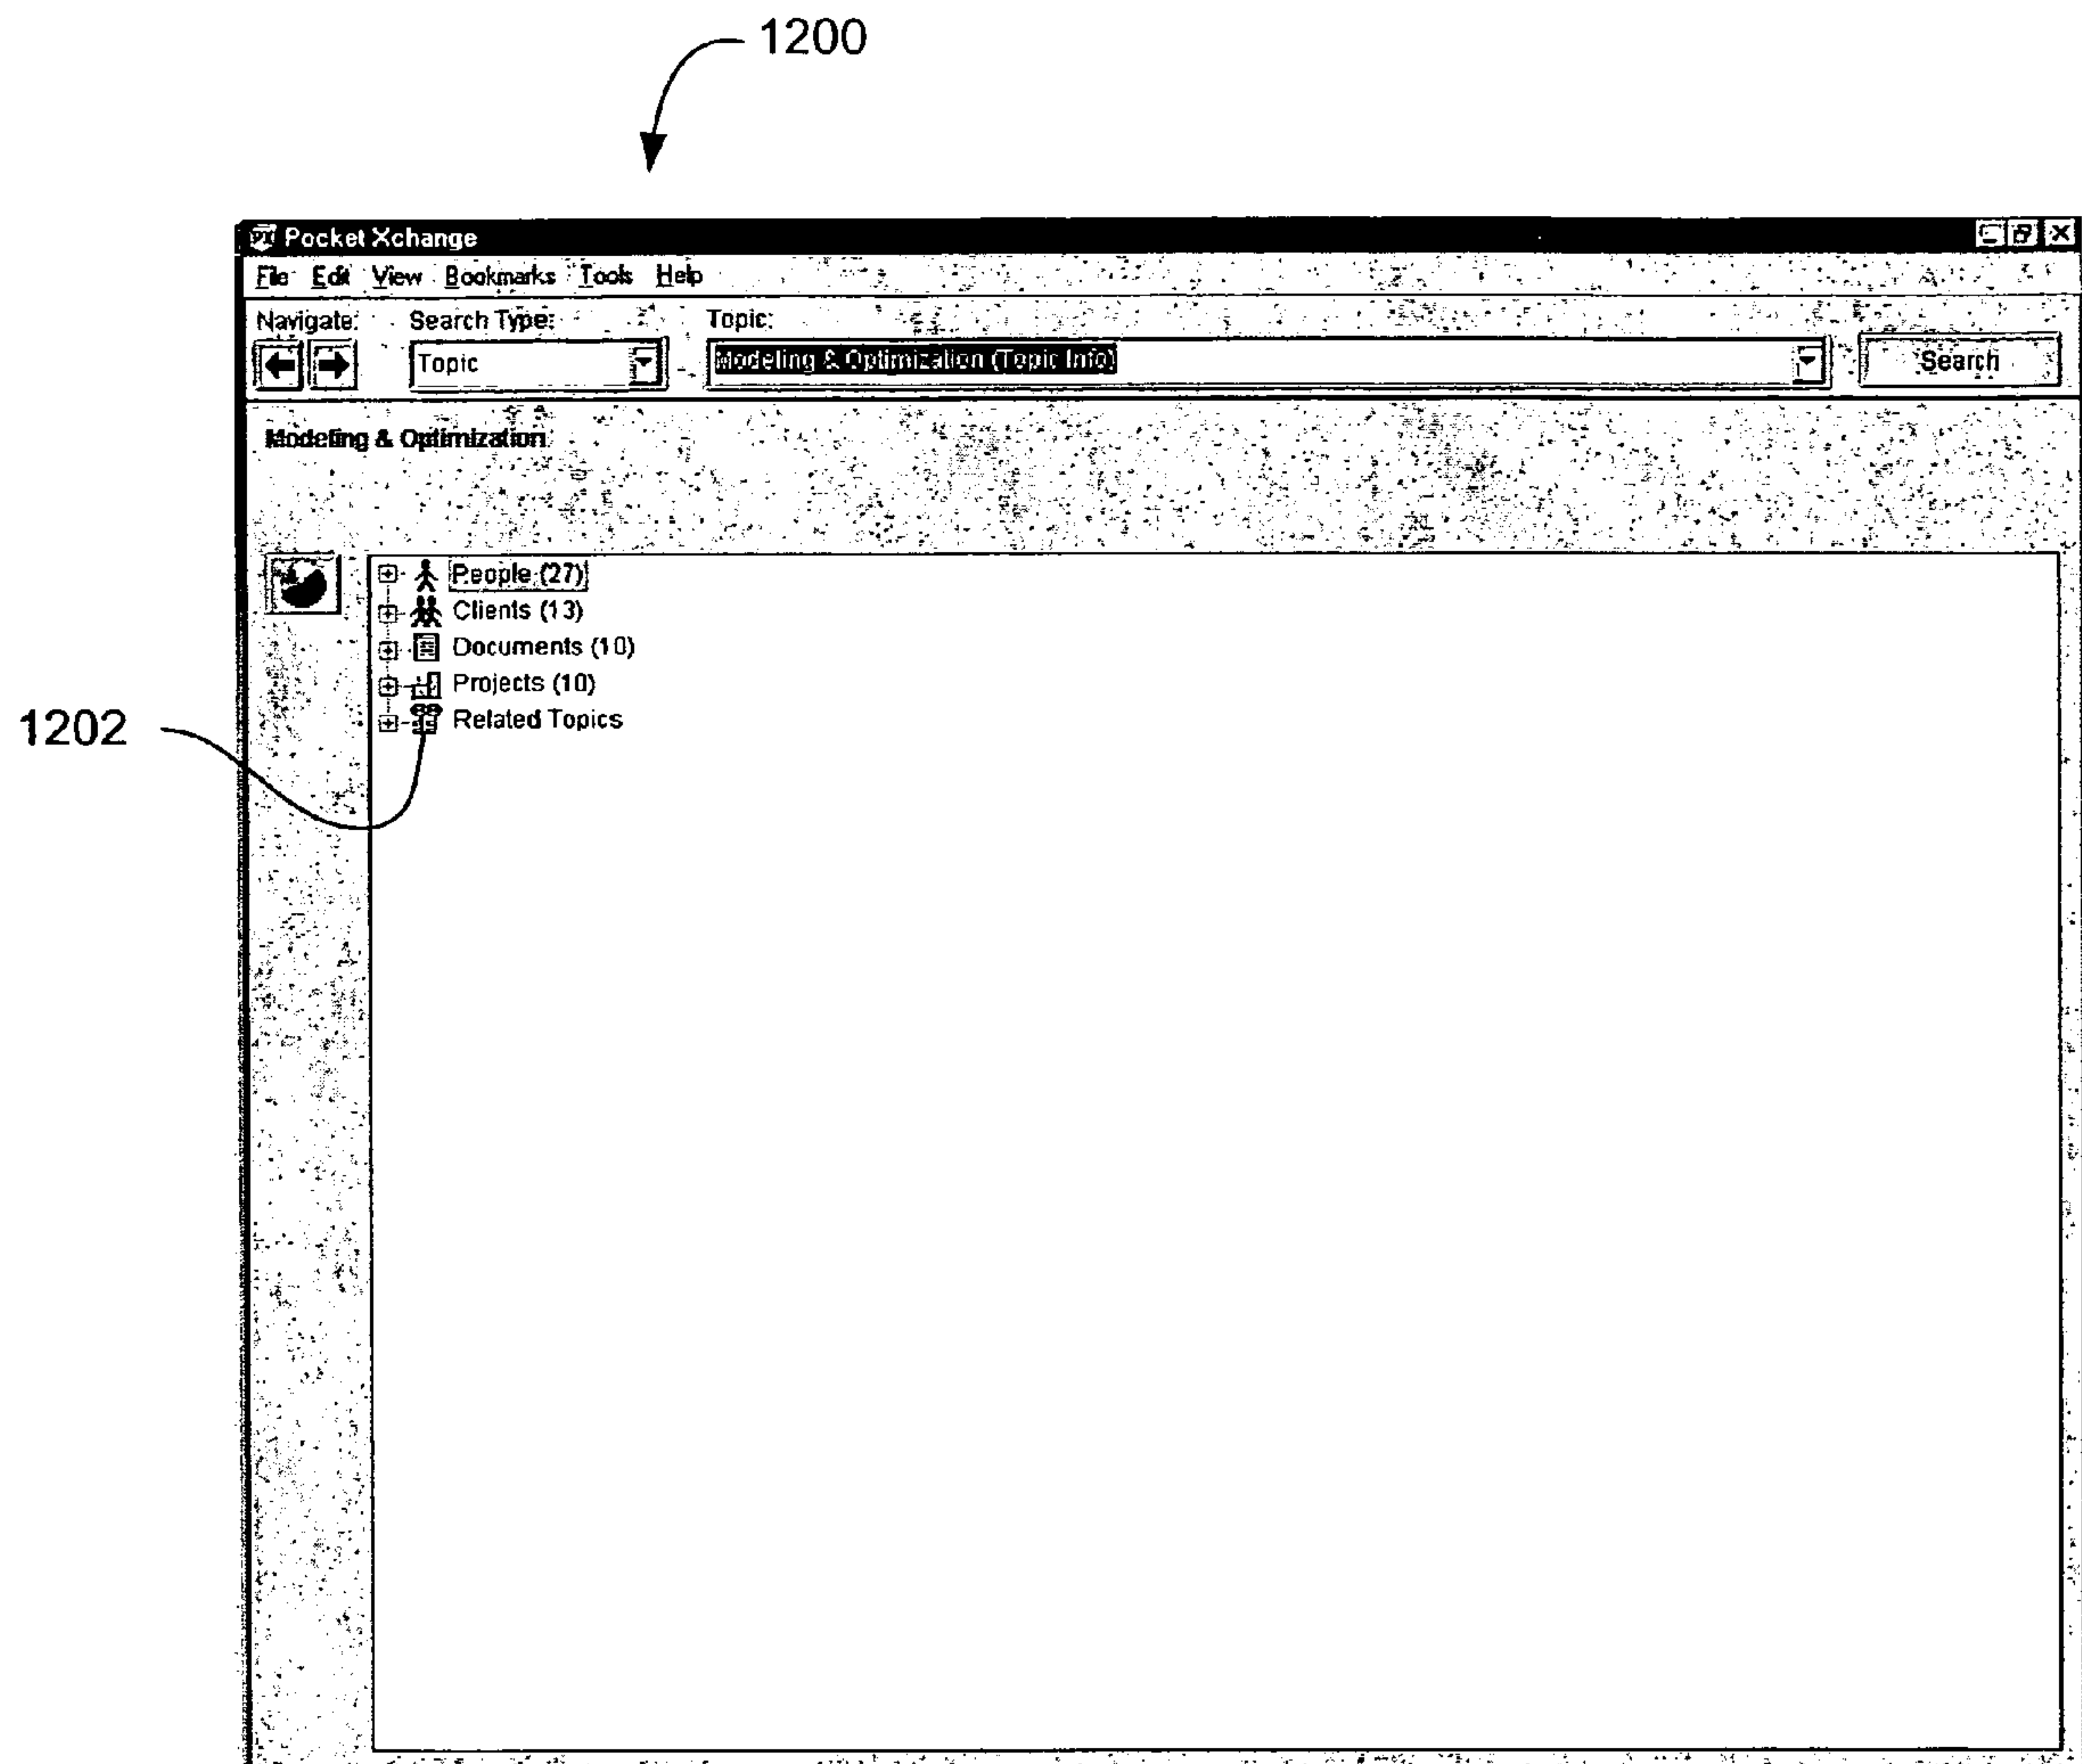 1200
Pocket Xchange
File Edit View Bookmarks Tools Help
Navigate: Search Type: Topic:
Topic Modeling & Optimization (Topic Info) Search
Modeling & Optimization
People (27)
Clients (13)
Documents (10)
Projects (10)
1202 Related Topics